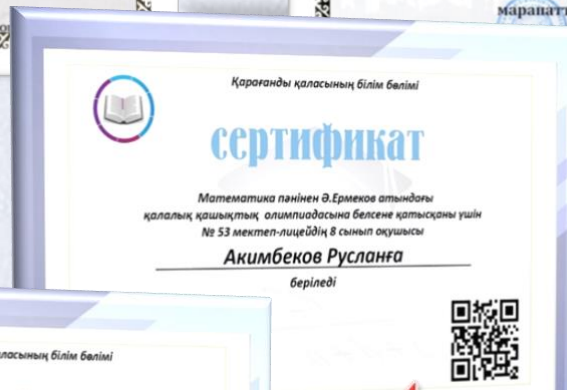 марапатт
Қарағанды қаласының білім бөлімі
сертификат
Математика пәнінен Ә.Ермеков атындағы
қалалық қашықтық олимпиадасына белсене қатысқаны үшін
№ 53 мектеп-лицейдің 8 сынып оқушысы
Акимбеков Русланға
беріледі
ласының білім бөлімі